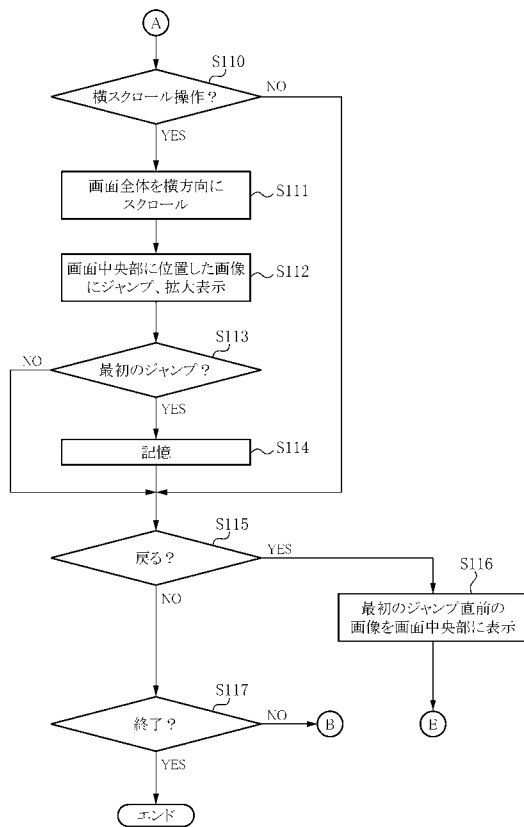 A
S110
横スクロール操作？
NO
YES
画面全体を横方向に
スクロール
S111
画面中央部に位置した画像
にジャンプ、拡大表示
S112
S113
NO
最初のジャンプ？
YES
記憶
S114
S115
戻る？
YES
NO
S116
最初のジャンプ直前の
画像を画面中央部に表示
S117
終了？
NO
B
E
YES
エンド